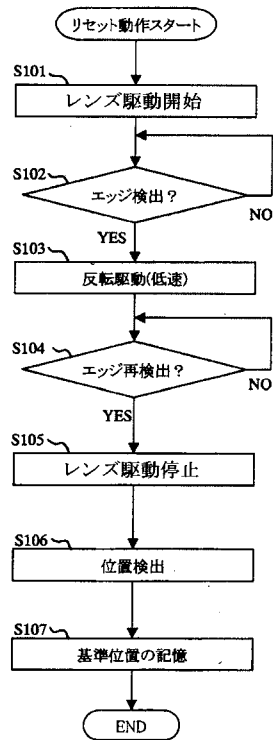 リセット動作スタート
S101
レンズ駆動開始
S102
エッジ検出?
NO
YES
S103
反転駆動(低速)
S104
エッジ再検出?
NO
YES
S105
レンズ駆動停止
S106
位置検出
S107
基準位置の記憶
END